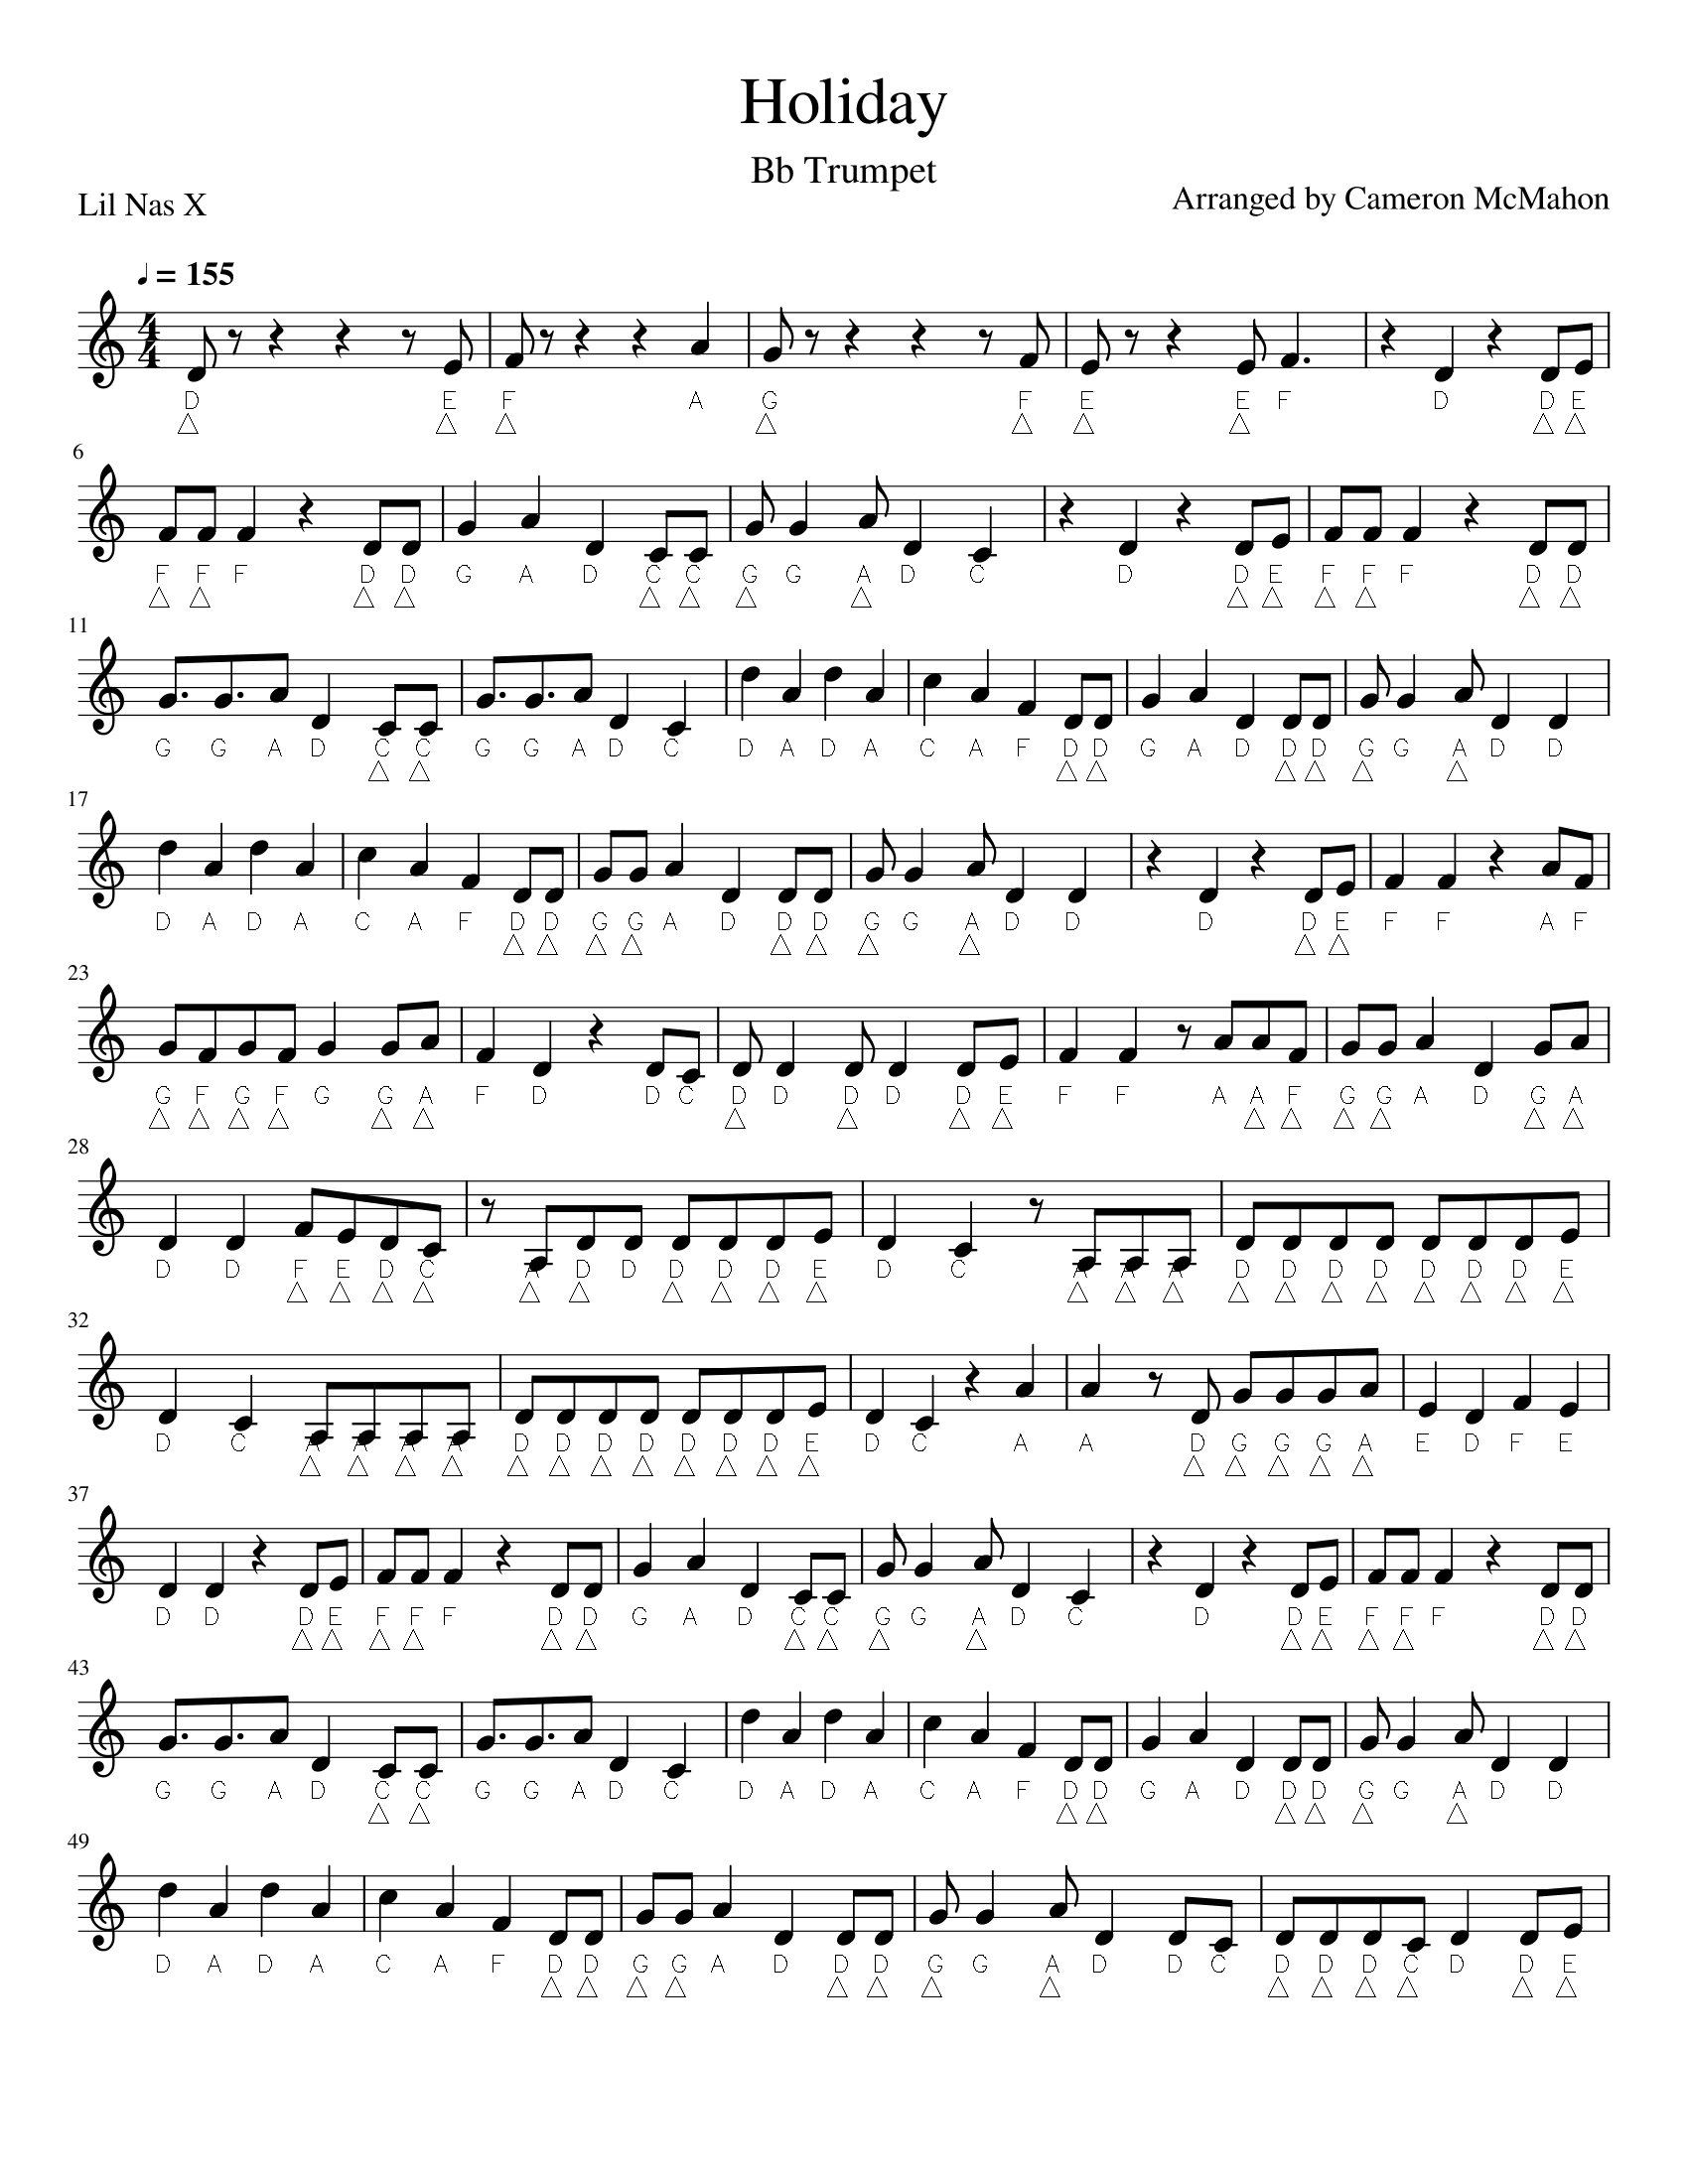 Holiday
Bb Trumpet
Lil Nas X
Arranged by Cameron McMahon
= 155
4
4
D E F A G F E E F D D E
6
F F F D D G A D C C G G A D C D D E F F F D D
11
G G A D C C G G A D C D A D A C A F D D G A D D D G G A D D
17
D A D A C A F D D G G A D D D G G A D D D D E F F A F
23
G F G F G G A F D D C D D D D D E F F A A F G G A D G A
28
D D F E D C A D D D D D E D C A A A D D D D D D D E
32
D C A A A A D D D D D D D E D C A A D G G G A E D F E
37
D D D E F F F D D G A D C C G G A D C D D E F F F D D
43
G G A D C C G G A D C D A D A C A F D D G A D D D G G A D D
49
D A D A C A F D D G G A D D D G G A D D C D D D C D D E